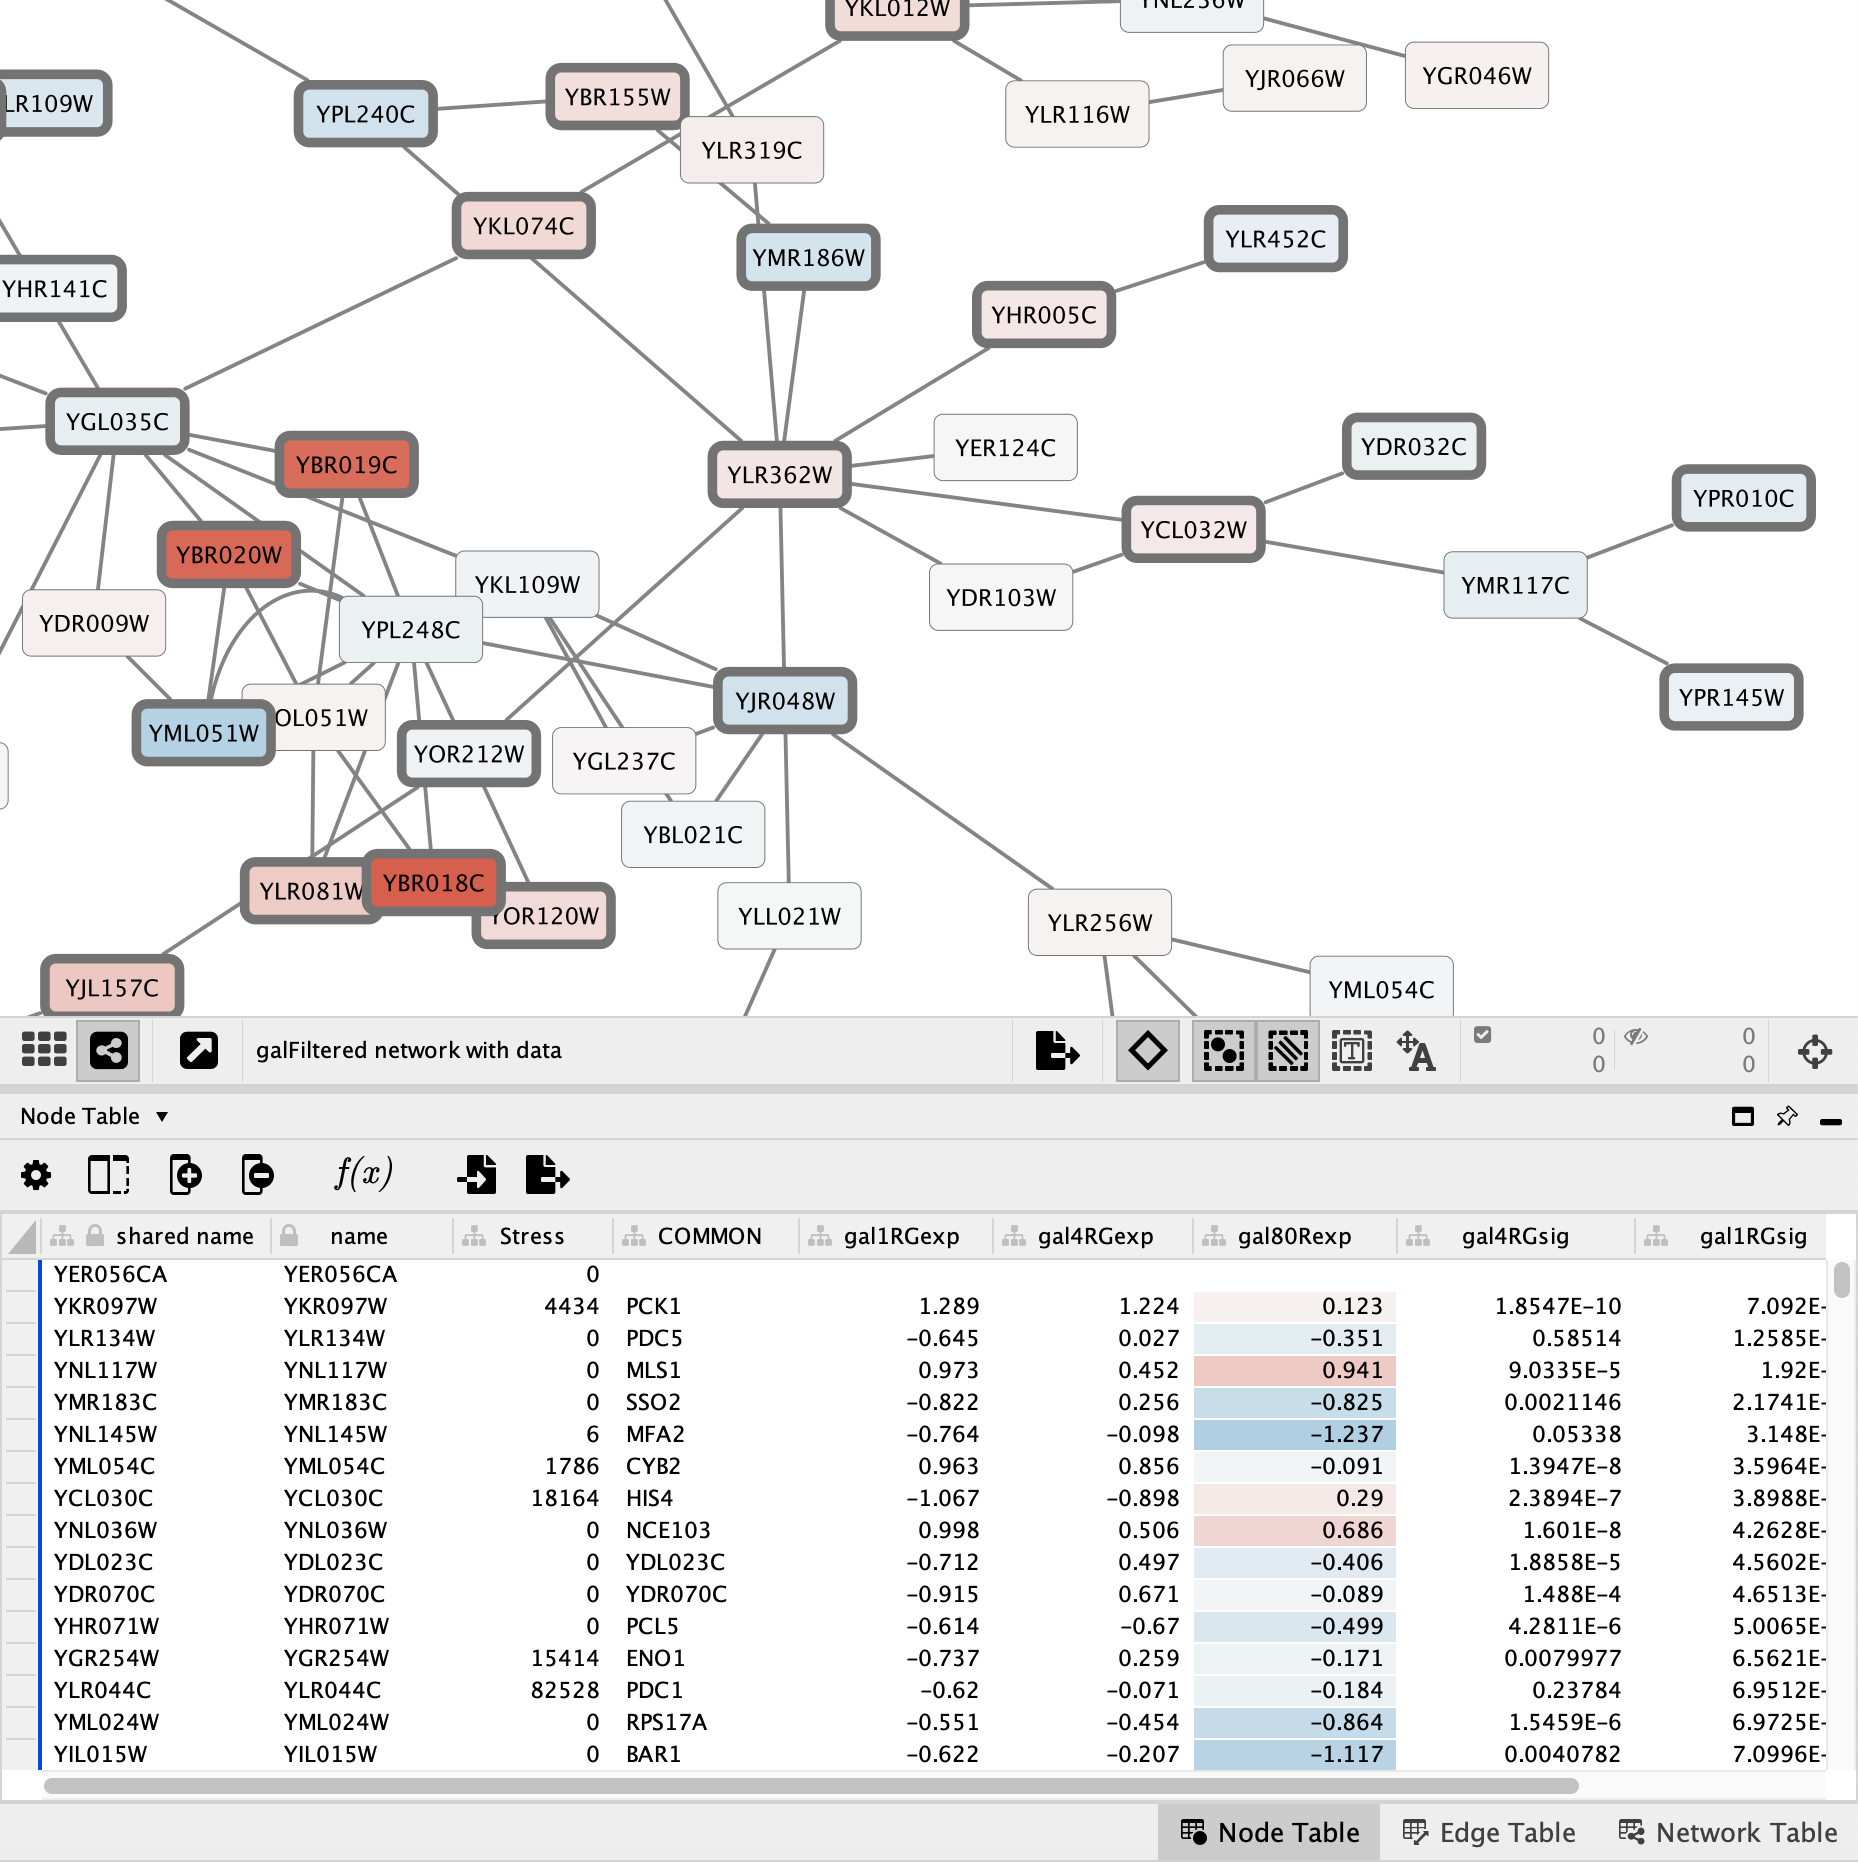 YKL012W
YGR046W
YJR066W
YLR109W
YBR155W
YPL240C
YLR116W
YLR319C
YKL074C
YLR452C
YMR186W
YHR141C
YHR005C
YGL035C
YDR032C
YER124C
YBR019C
YLR362W
YPR010C
YCL032W
YBR020W
YKL109W
YMR117C
YDR103W
YDR009W
YPL248C
YPR145W
YJR048W
OL051W
YML051W
YOR212W
YGL237C
YBL021C
YBR018C
YLR081W
YOR120W
YLL021W
YLR256W
YJL157C
YML054C
galFiltered network with data
0 0
0 0
Node Table
f(x)
shared name name Stress COMMON gal1RGexp gal4RGexp gal80Rexp gal4RGsig gal1RGsig
YER056CA YER056CA 0
YKR097W YKR097W 4434 PCK1 1.289 1.224 0.123 1.8547E-10 7.092E-
YLR134W YLR134W 0 PDC5 -0.645 0.027 -0.351 0.58514 1.2585E-
YNL117W YNL117W 0 MLS1 0.973 0.452 0.941 9.0335E-5 1.92E-
YMR183C YMR183C 0 SSO2 -0.822 0.256 -0.825 0.0021146 2.1741E-
YNL145W YNL145W 6 MFA2 -0.764 -0.098 -1.237 0.05338 3.148E-
YML054C YML054C 1786 CYB2 0.963 0.856 -0.091 1.3947E-8 3.5964E-
YCL030C YCL030C 18164 HIS4 -1.067 -0.898 0.29 2.3894E-7 3.8988E-
YNL036W YNL036W 0 NCE103 0.998 0.506 0.686 1.601E-8 4.2628E-
YDL023C YDL023C 0 YDL023C -0.712 0.497 -0.406 1.8858E-5 4.5602E-
YDR070C YDR070C 0 YDR070C -0.915 0.671 -0.089 1.488E-4 4.6513E-
YHR071W YHR071W 0 PCL5 -0.614 -0.67 -0.499 4.2811E-6 5.0065E-
YGR254W YGR254W 15414 ENO1 -0.737 0.259 -0.171 0.0079977 6.5621E-
YLR044C YLR044C 82528 PDC1 -0.62 -0.071 -0.184 0.23784 6.9512E-
YML024W YML024W 0 RPS17A -0.551 -0.454 -0.864 1.5459E-6 6.9725E-
YIL015W YIL015W 0 BAR1 -0.622 -0.207 -1.117 0.0040782 7.0996E-
Node Table Edge Table Network Table